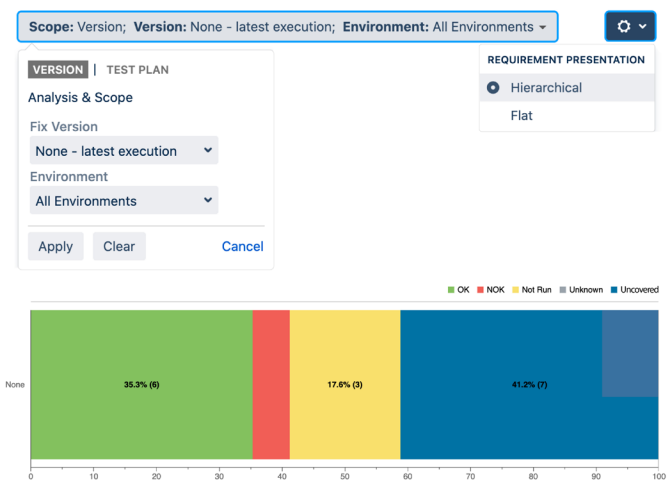 Scope: Version; Version: None - latest execution; Environment: All Environments
REQUIREMENT PRESENTATION
Hierarchical
Flat
VERSION | TEST PLAN
Analysis & Scope
Fix Version
None - latest execution
Environment
All Environments
Apply Clear Cancel
OK NOK Not Run Unknown Uncovered
None 35.3% (6) 17.6% (3) 41.2% (7)
0 10 20 30 40 50 60 70 80 90 100